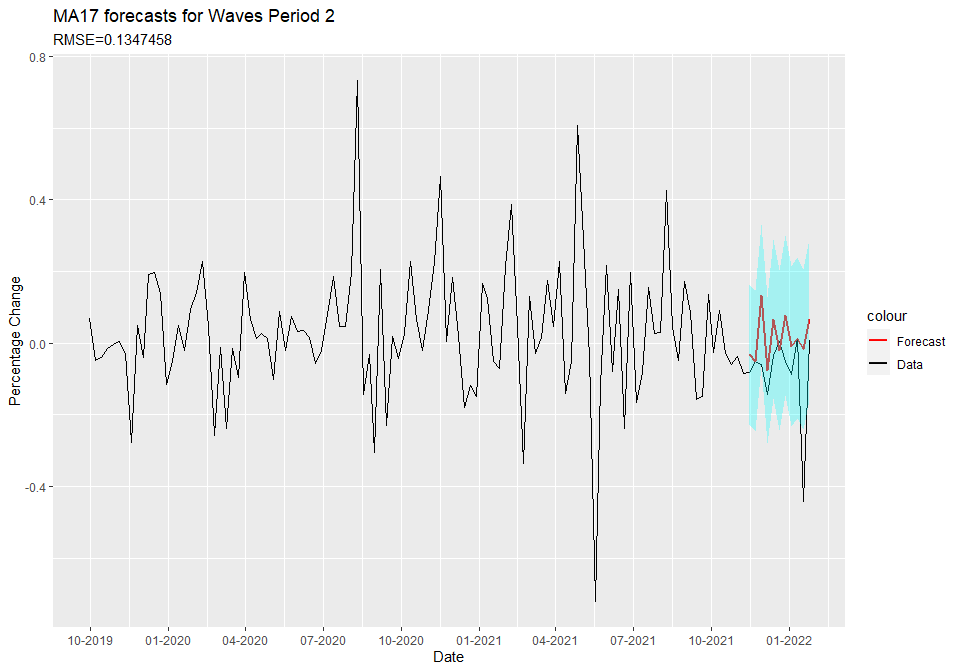 MA17 forecasts for Waves Period 2
RMSE=0.1347458
0.8
0.4
0.0
-0.4
Percentage Change
10-2019 01-2020 04-2020 07-2020 10-2020 01-2021 04-2021 07-2021 10-2021 01-2022
Date
colour
Forecast
Data